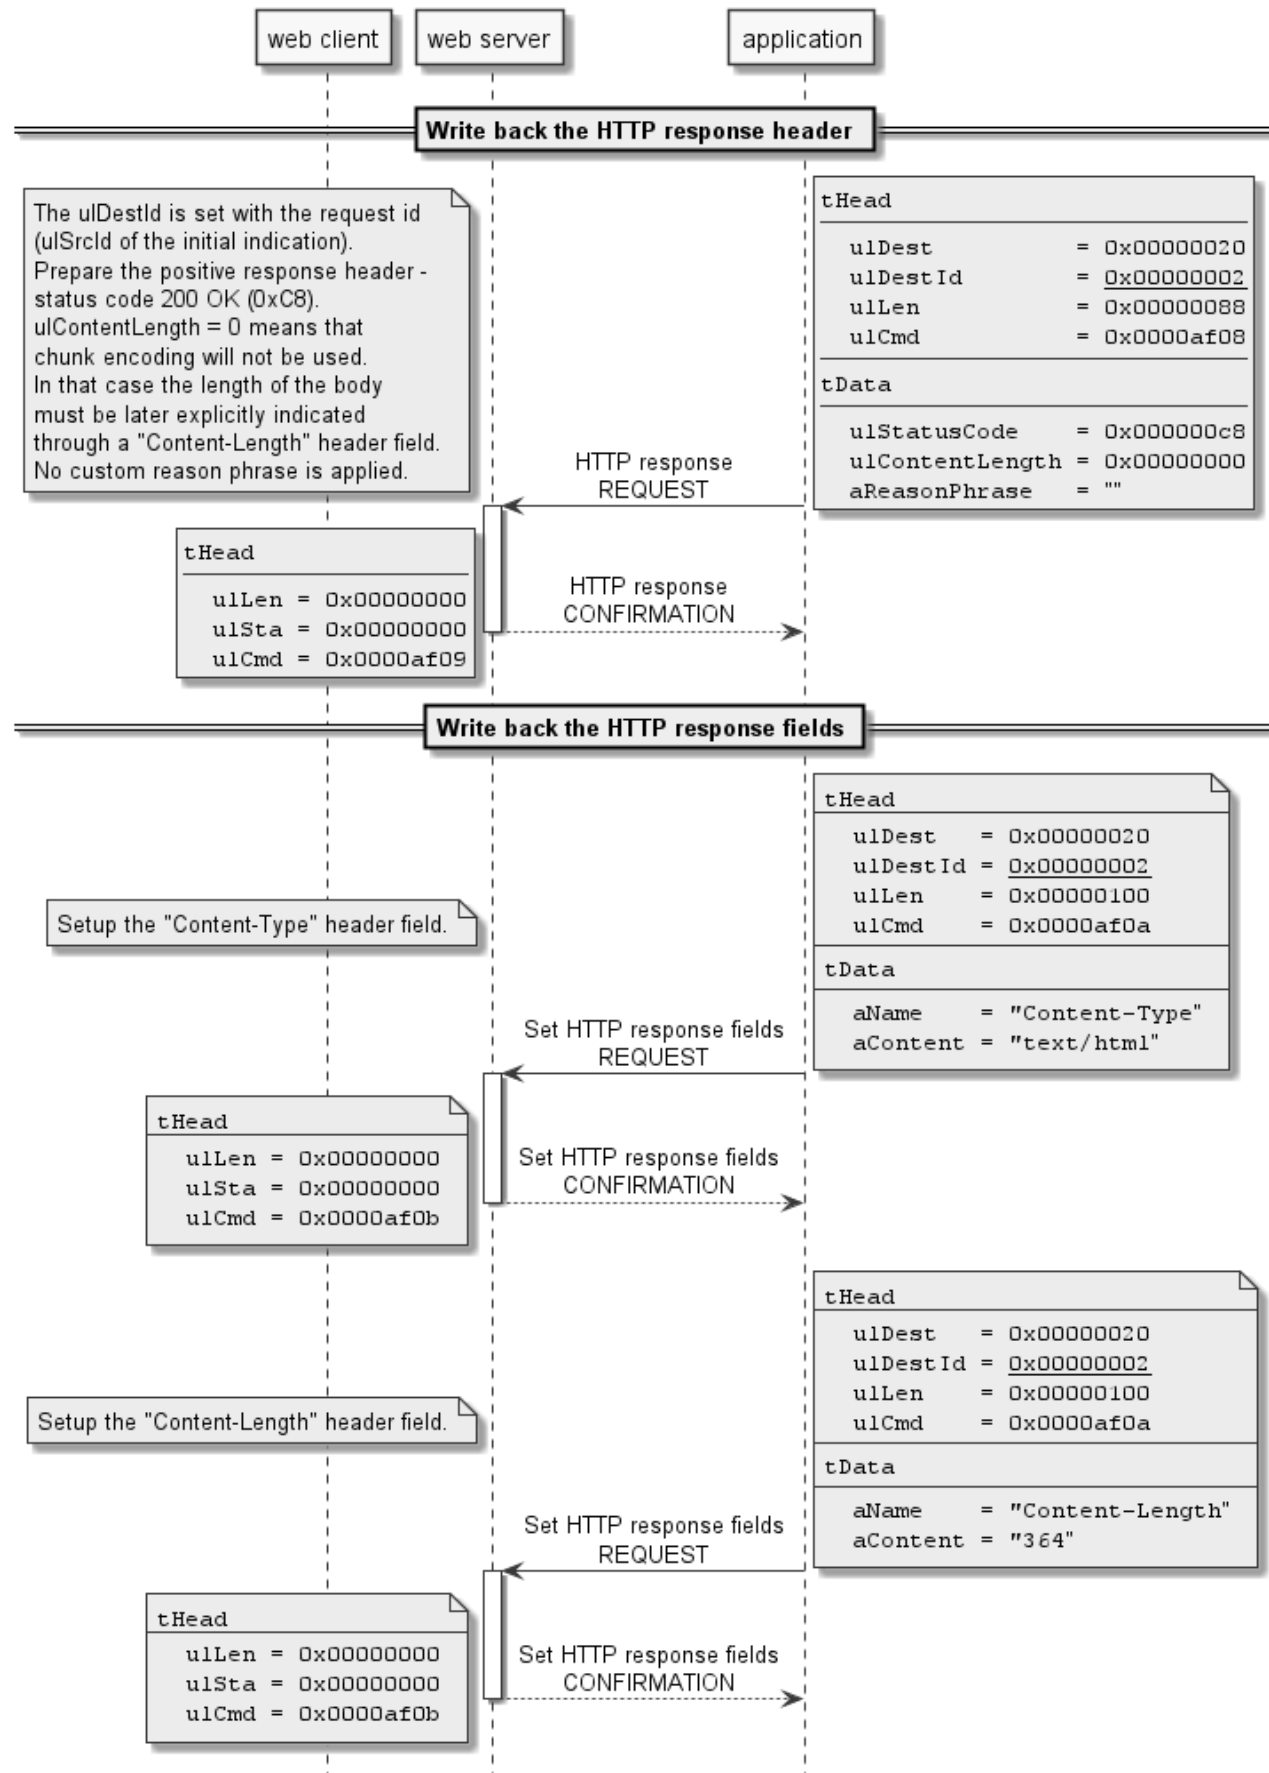 web client
web server
application
Write back the HTTP response header
The ulDestId is set with the request id
(ulSrcId of the initial indication).
Prepare the positive response header -
status code 200 OK (0xC8).
ulContentLength = 0 means that
chunk encoding will not be used.
In that case the length of the body
must be later explicitly indicated
through a "Content-Length" header field.
No custom reason phrase is applied.
tHead
ulDest = 0x00000020
ulDestId = 0x00000002
ulLen = 0x00000088
ulCmd = 0x0000af08
tData
ulStatusCode = 0x000000c8
ulContentLength = 0x00000000
aReasonPhrase = ""
HTTP response
REQUEST
tHead
ulLen = 0x00000000
ulSta = 0x00000000
ulCmd = 0x0000af09
HTTP response
CONFIRMATION
Write back the HTTP response fields
tHead
ulDest = 0x00000020
ulDestId = 0x00000002
ulLen = 0x00000100
ulCmd = 0x0000af0a
tData
aName = "Content-Type"
aContent = "text/html"
Setup the "Content-Type" header field.
Set HTTP response fields
REQUEST
tHead
ulLen = 0x00000000
ulSta = 0x00000000
ulCmd = 0x0000af0b
Set HTTP response fields
CONFIRMATION
tHead
ulDest = 0x00000020
ulDestId = 0x00000002
ulLen = 0x00000100
ulCmd = 0x0000af0a
tData
aName = "Content-Length"
aContent = "364"
Setup the "Content-Length" header field.
Set HTTP response fields
REQUEST
tHead
ulLen = 0x00000000
ulSta = 0x00000000
ulCmd = 0x0000af0b
Set HTTP response fields
CONFIRMATION